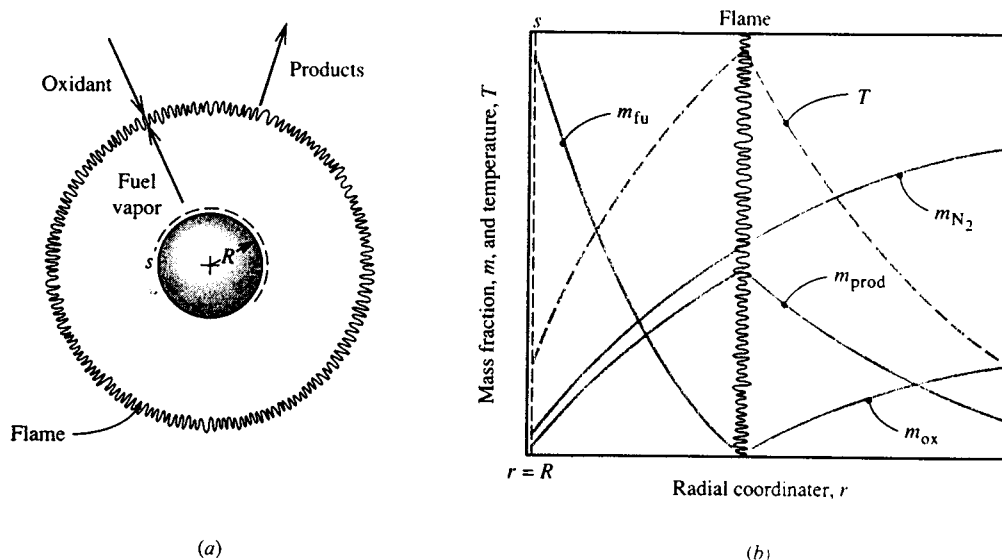 Oxidant
Products
Fuel
vapor
s
R
Flame
(a)
s
Flame
Mass fraction, m, and temperature, T
m_fu
T
m_N₂
m_prod
m_ox
r = R
Radial coordinater, r
(b)